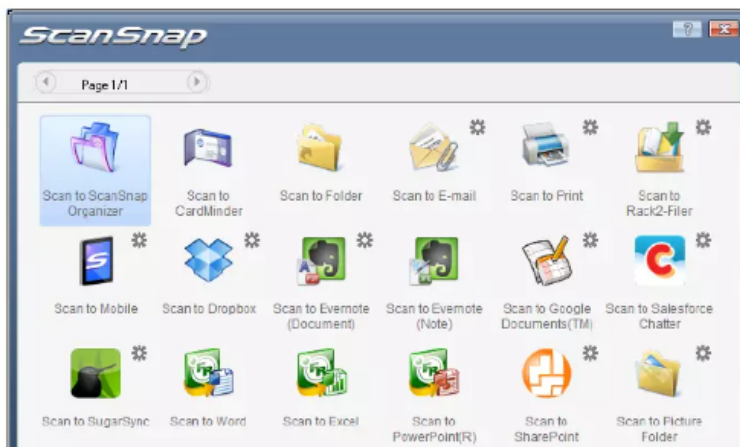 ScanSnap
Page 1/1
Scan to ScanSnap Organizer
Scan to CardMinder
Scan to Folder
Scan to E-mail
Scan to Print
Scan to Rack2-Filer
Scan to Mobile
Scan to Dropbox
Scan to Evernote (Document)
Scan to Evernote (Note)
Scan to Google Documents(TM)
Scan to Salesforce Chatter
Scan to SugarSync
Scan to Word
Scan to Excel
Scan to PowerPoint(R)
Scan to SharePoint
Scan to Picture Folder